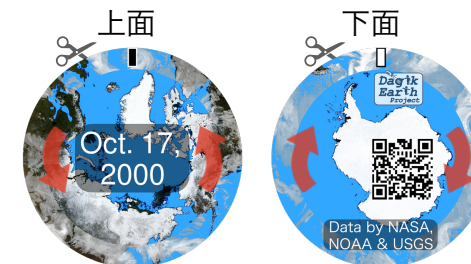 上面
下面
Dagik
Earth
Project
Oct. 17,
2000
Data by NASA,
NOAA & USGS